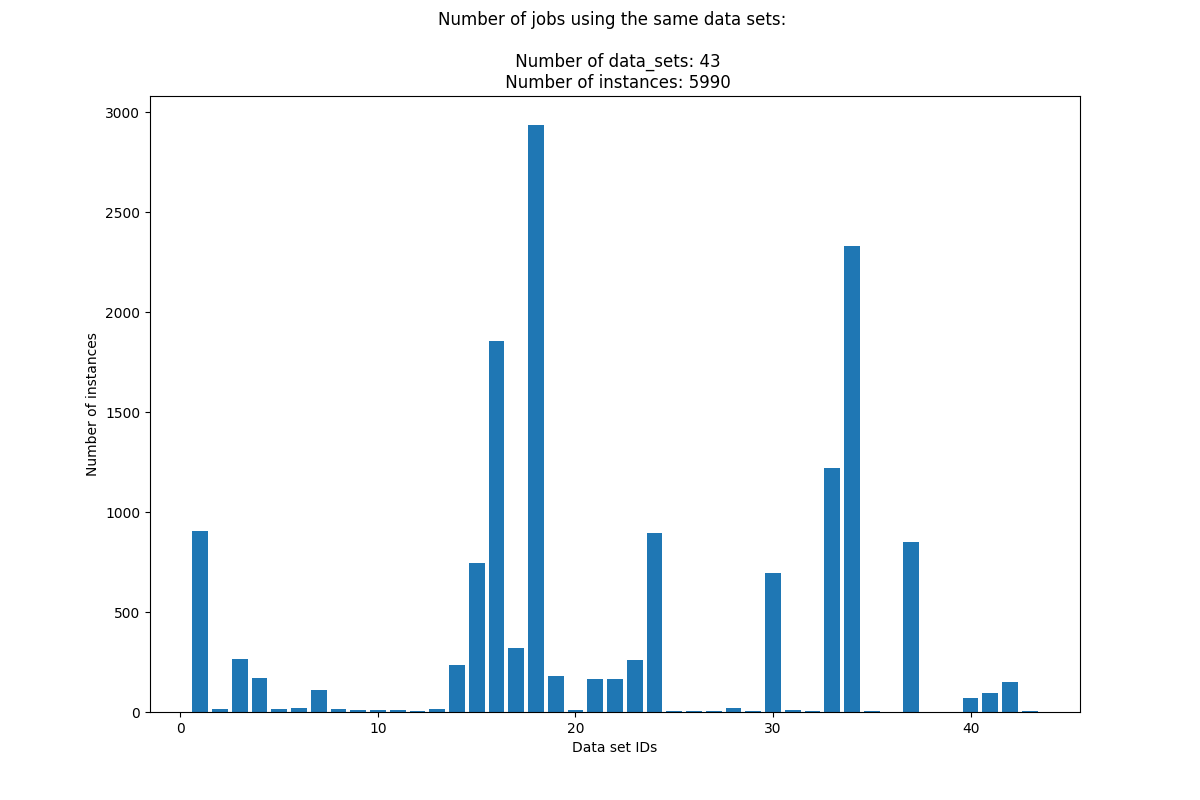 Number of jobs using the same data sets:
Number of data_sets: 43
Number of instances: 5990
3000
2500
2000
1500
1000
500
0
Number of instances
0 10 20 30 40
Data set IDs